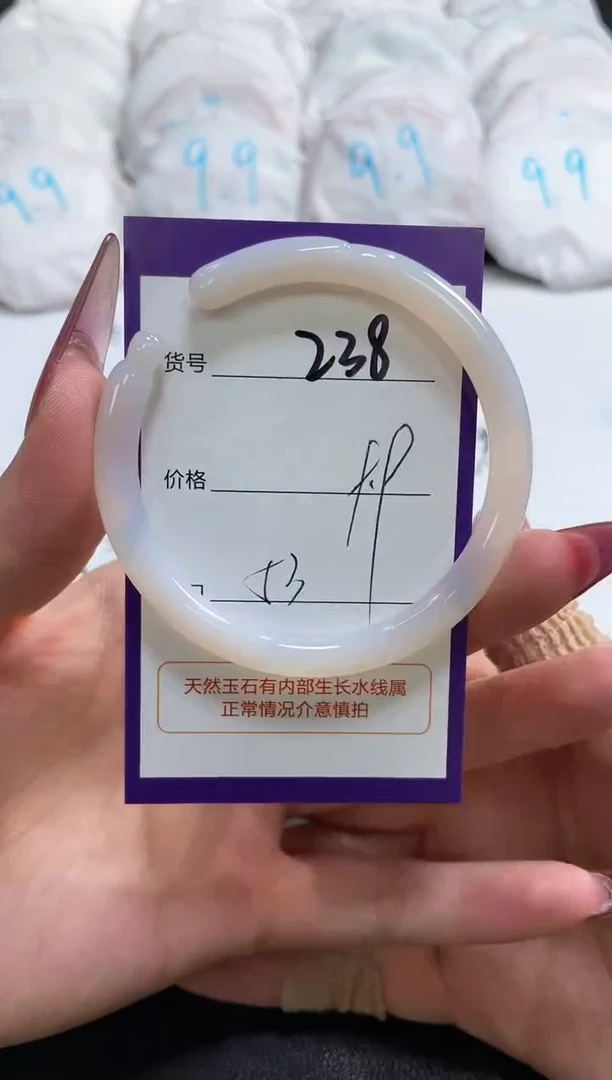 9.9 9.9 9.9 9.9
货号 238
价格
53
天然玉石有内部生长水线属
正常情况介意慎拍